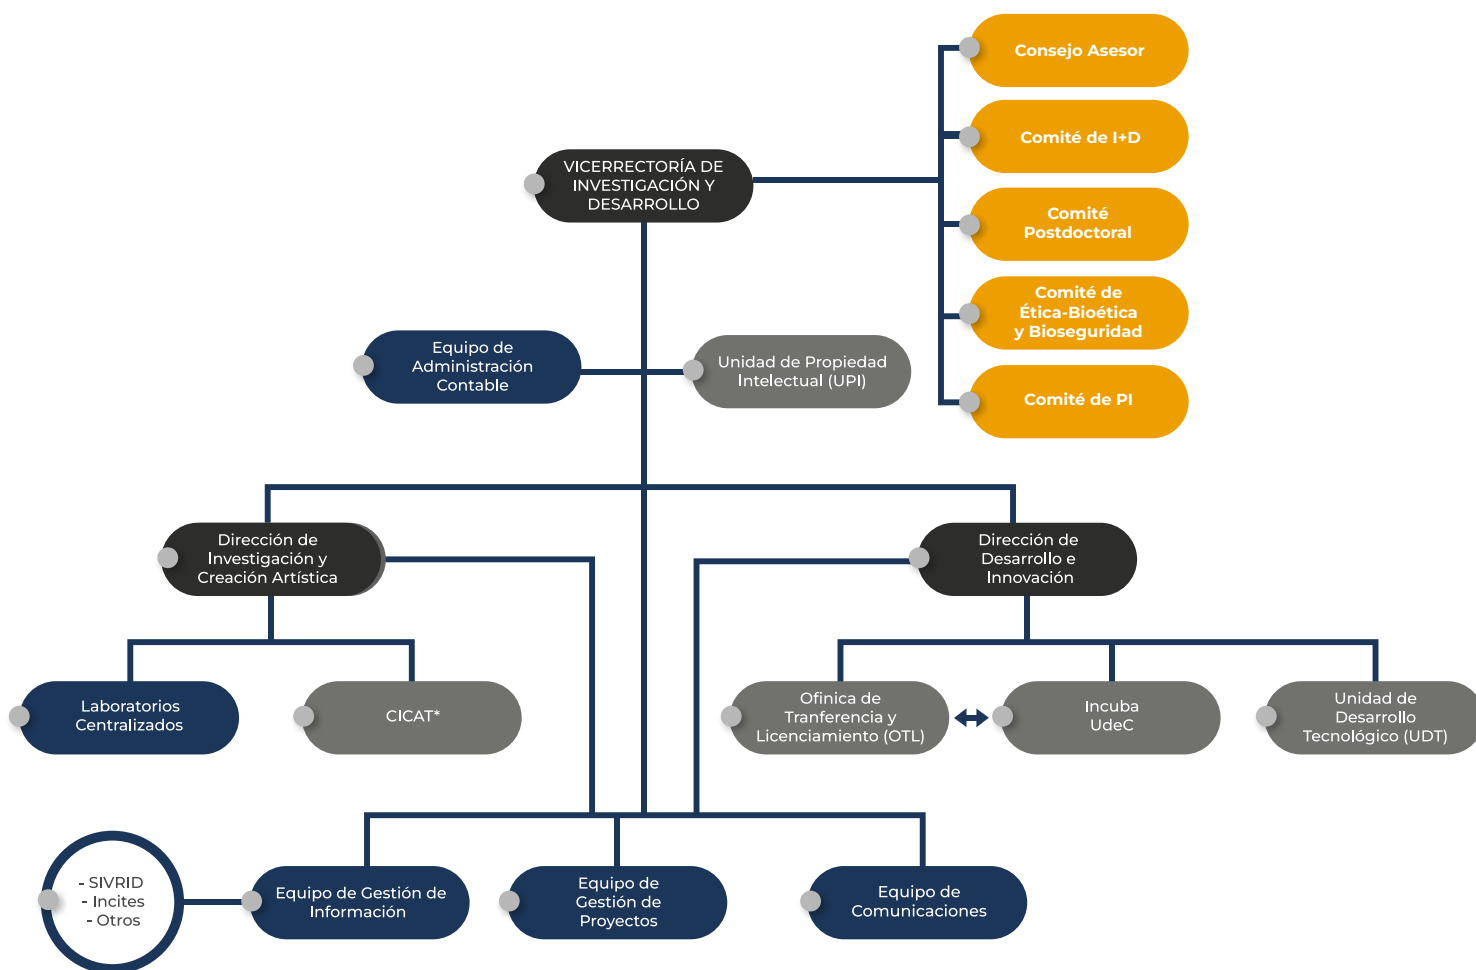 Consejo Asesor
Comité de I+D
VICERRECTORÍA DE
INVESTIGACIÓN Y
DESARROLLO
Comité
Postdoctoral
Comité de
Ética-Bioética
y Bioseguridad
Equipo de
Administración
Contable
Unidad de Propiedad
Intelectual (UPI)
Comité de PI
Dirección de
Investigación y
Creación Artística
Dirección de
Desarrollo e
Innovación
Laboratorios
Centralizados
CICAT*
Ofinica de
Tranferencia y
Licenciamiento (OTL)
Incuba
UdeC
Unidad de
Desarrollo
Tecnológico (UDT)
- SIVRID
- Incites
- Otros
Equipo de Gestión de
Información
Equipo de
Gestión de
Proyectos
Equipo de
Comunicaciones